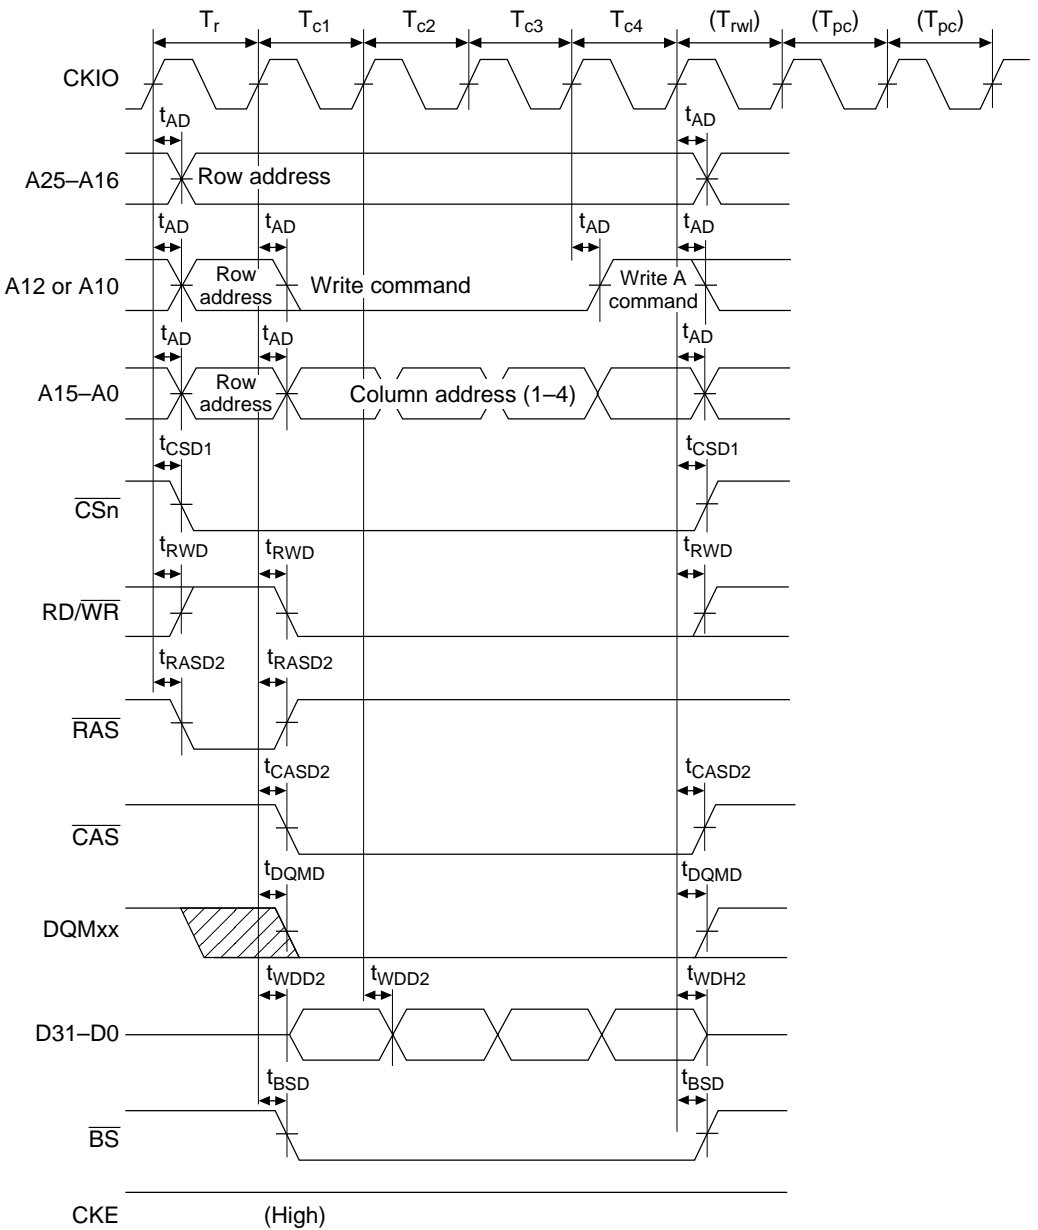 Tr Tc1 Tc2 Tc3 Tc4 (Trwl) (Tpc) (Tpc)
CKIO
tAD tAD
A25–A16 Row address
tAD tAD tAD tAD
A12 or A10 Row address Write command Write A command
tAD tAD tAD
A15–A0 Row address Column address (1–4)
tCSD1 tCSD1
CSn
tRWD tRWD tRWD
RD/WR
tRASD2 tRASD2
RAS
tCASD2 tCASD2
CAS
tDQMD tDQMD
DQMxx
tWDD2 tWDD2 tWDH2
D31–D0
tBSD tBSD
BS
CKE (High)